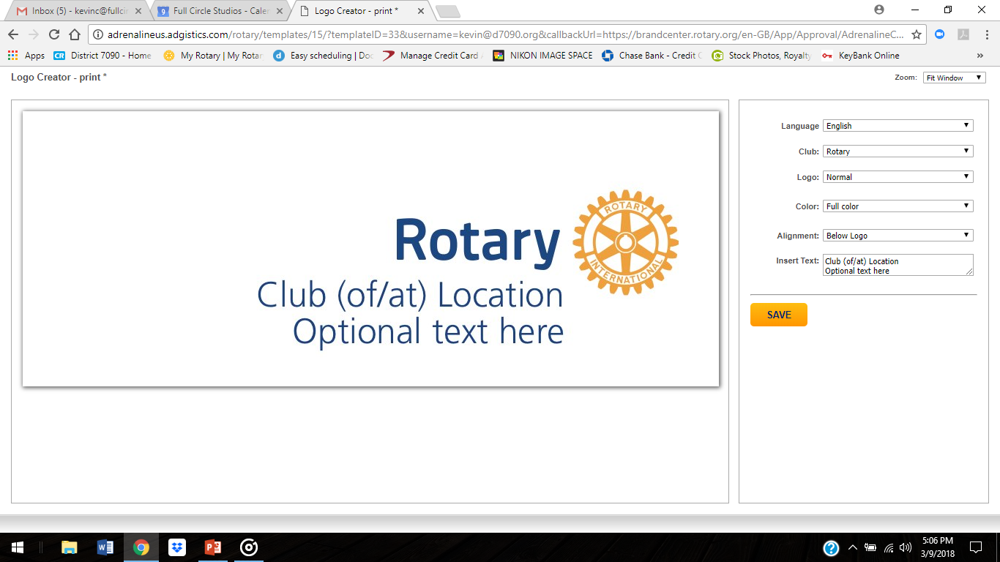 Inbox (5) - kevinc@fullcir
Full Circle Studios - Calen
Logo Creator - print *
adrenalineus.adgistics.com/rotary/templates/15/?templateID=33&username=kevin@d7090.org&callbackUrl=https://brandcenter.rotary.org/en-GB/App/Approval/AdrenalineC...
Apps
CR District 7090 - Home
My Rotary | My Rotar
d Easy scheduling | Doc
Manage Credit Card A
NIKON IMAGE SPACE
Chase Bank - Credit C
Stock Photos, Royalty
KeyBank Online
»
Logo Creator - print *
Zoom: Fit Window
Rotary
Club (of/at) Location
Optional text here
ROTARY
INTERNATIONAL
Language English
Club: Rotary
Logo: Normal
Color: Full color
Alignment: Below Logo
Insert Text: Club (of/at) Location
Optional text here
SAVE
5:06 PM
3/9/2018